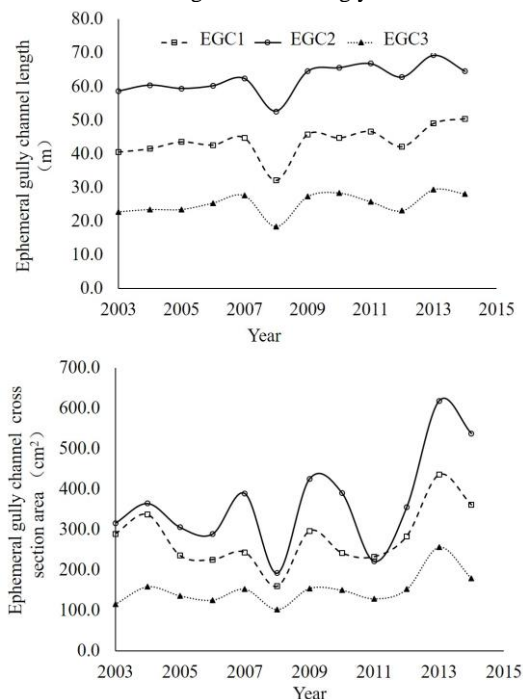 80.0
EGC1 EGC2 EGC3
70.0
60.0
50.0
40.0
30.0
20.0
10.0
0.0
Ephemeral gully channel length
（m）
2003 2005 2007 2009 2011 2013 2015
Year
700.0
600.0
500.0
400.0
300.0
200.0
100.0
0.0
Ephemeral gully channel cross
section area（cm²）
2003 2005 2007 2009 2011 2013 2015
Year